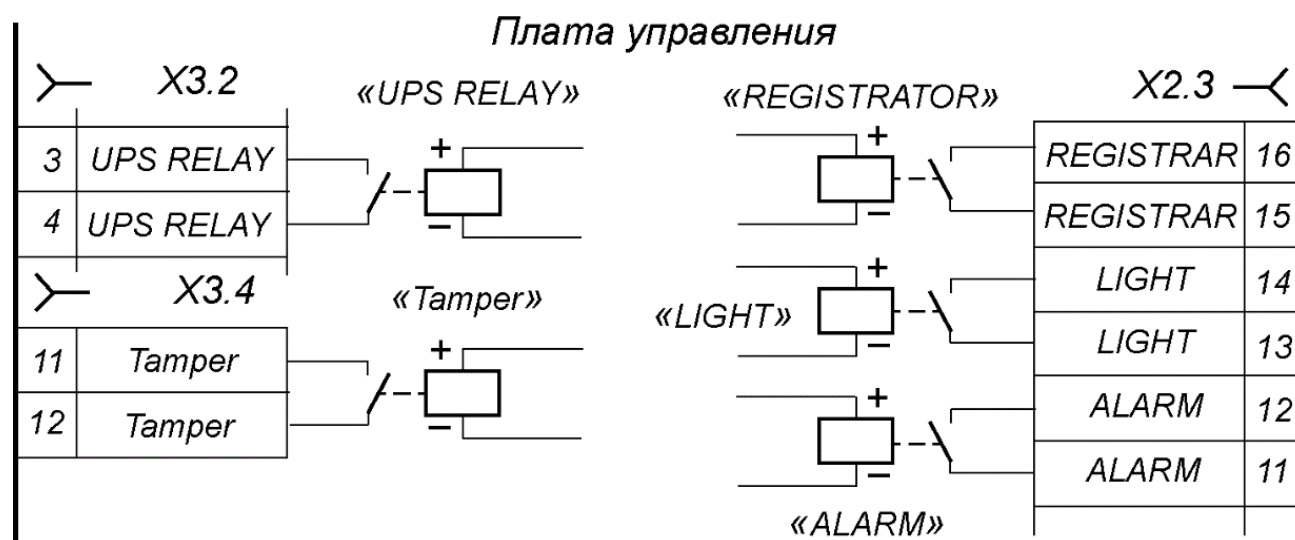 Плата управления
X3.2
«UPS RELAY»
3 UPS RELAY
4 UPS RELAY
X3.4
«Tamper»
11 Tamper
12 Tamper
+
−
+
−
«REGISTRATOR»
X2.3
+
−
REGISTRAR 16
REGISTRAR 15
«LIGHT»
+
−
LIGHT 14
LIGHT 13
+
−
ALARM 12
ALARM 11
«ALARM»